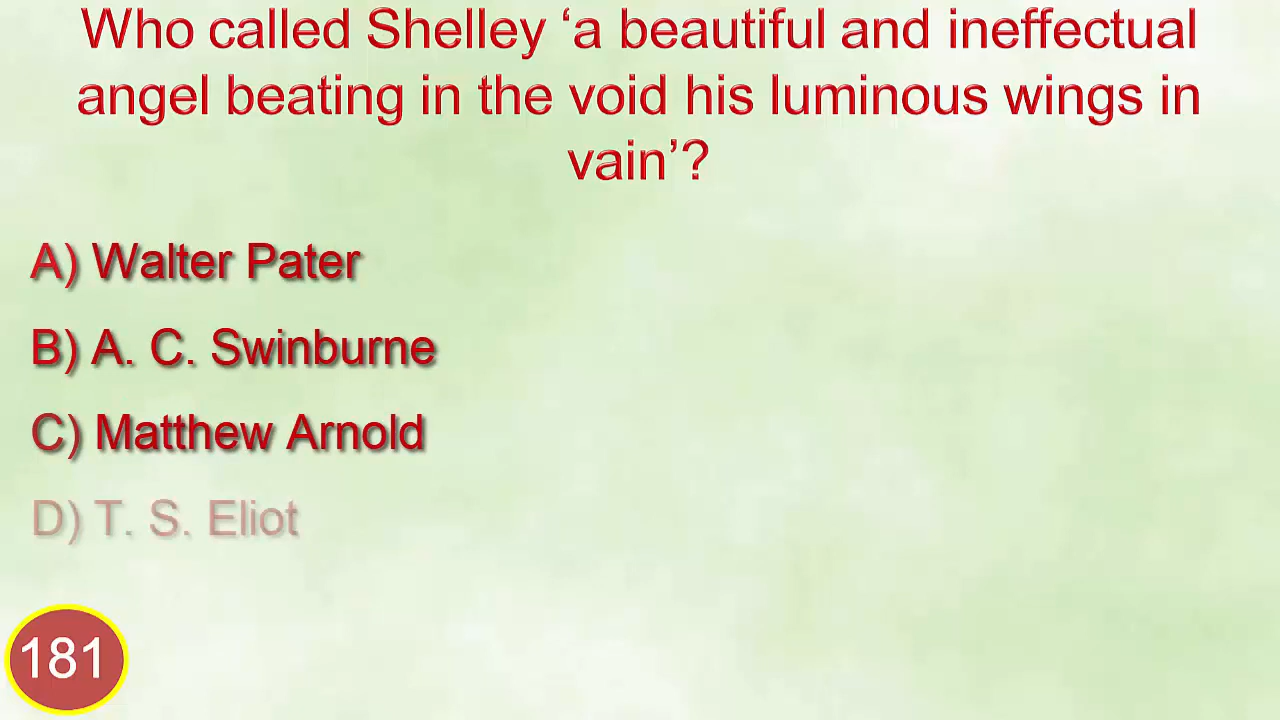 Who called Shelley ‘a beautiful and ineffectual
angel beating in the void his luminous wings in
vain’?
A) Walter Pater
B) A. C. Swinburne
C) Matthew Arnold
D) T. S. Eliot
181